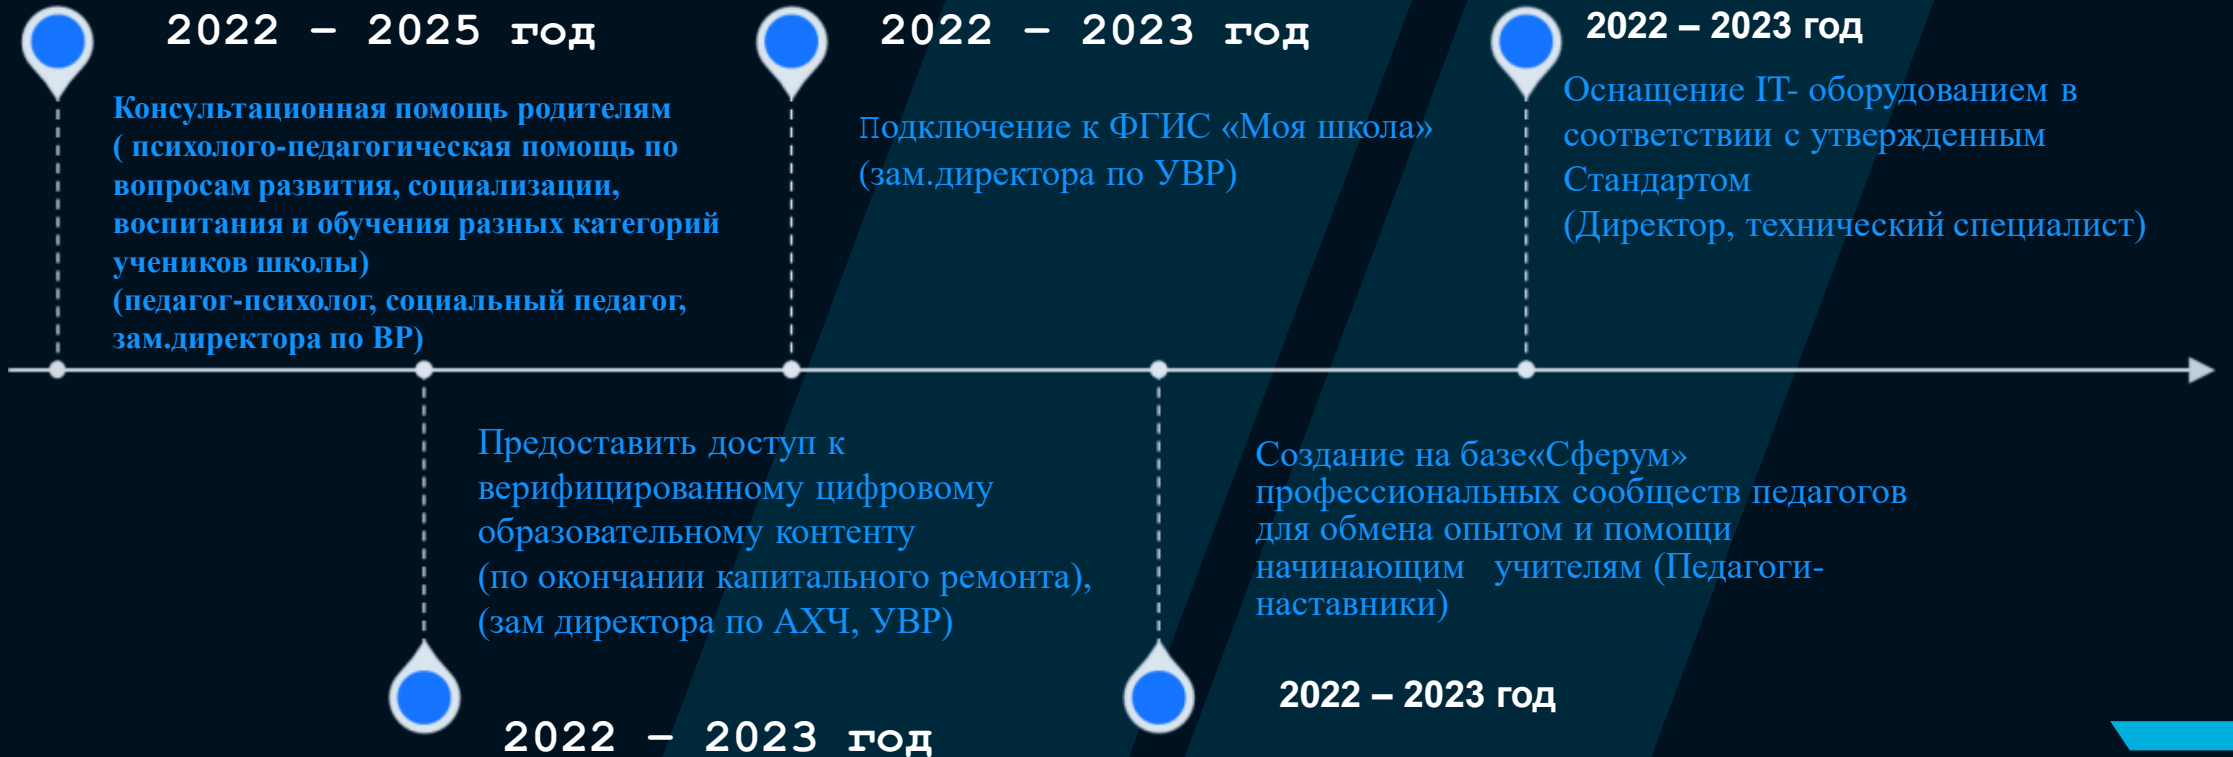 2022 – 2025 год
Консультационная помощь родителям
( психолого-педагогическая помощь по
вопросам развития, социализации,
воспитания и обучения разных категорий
учеников школы)
(педагог-психолог, социальный педагог,
зам.директора по ВР)
Предоставить доступ к
верифицированному цифровому
образовательному контенту
(по окончании капитального ремонта),
(зам директора по АХЧ, УВР)
2022 – 2023 год
2022 – 2023 год
Подключение к ФГИС «Моя школа»
(зам.директора по УВР)
Создание на базе«Сферум»
профессиональных сообществ педагогов
для обмена опытом и помощи
начинающим учителям (Педагоги-
наставники)
2022 – 2023 год
2022 – 2023 год
Оснащение IT- оборудованием в
соответствии с утвержденным
Стандартом
(Директор, технический специалист)